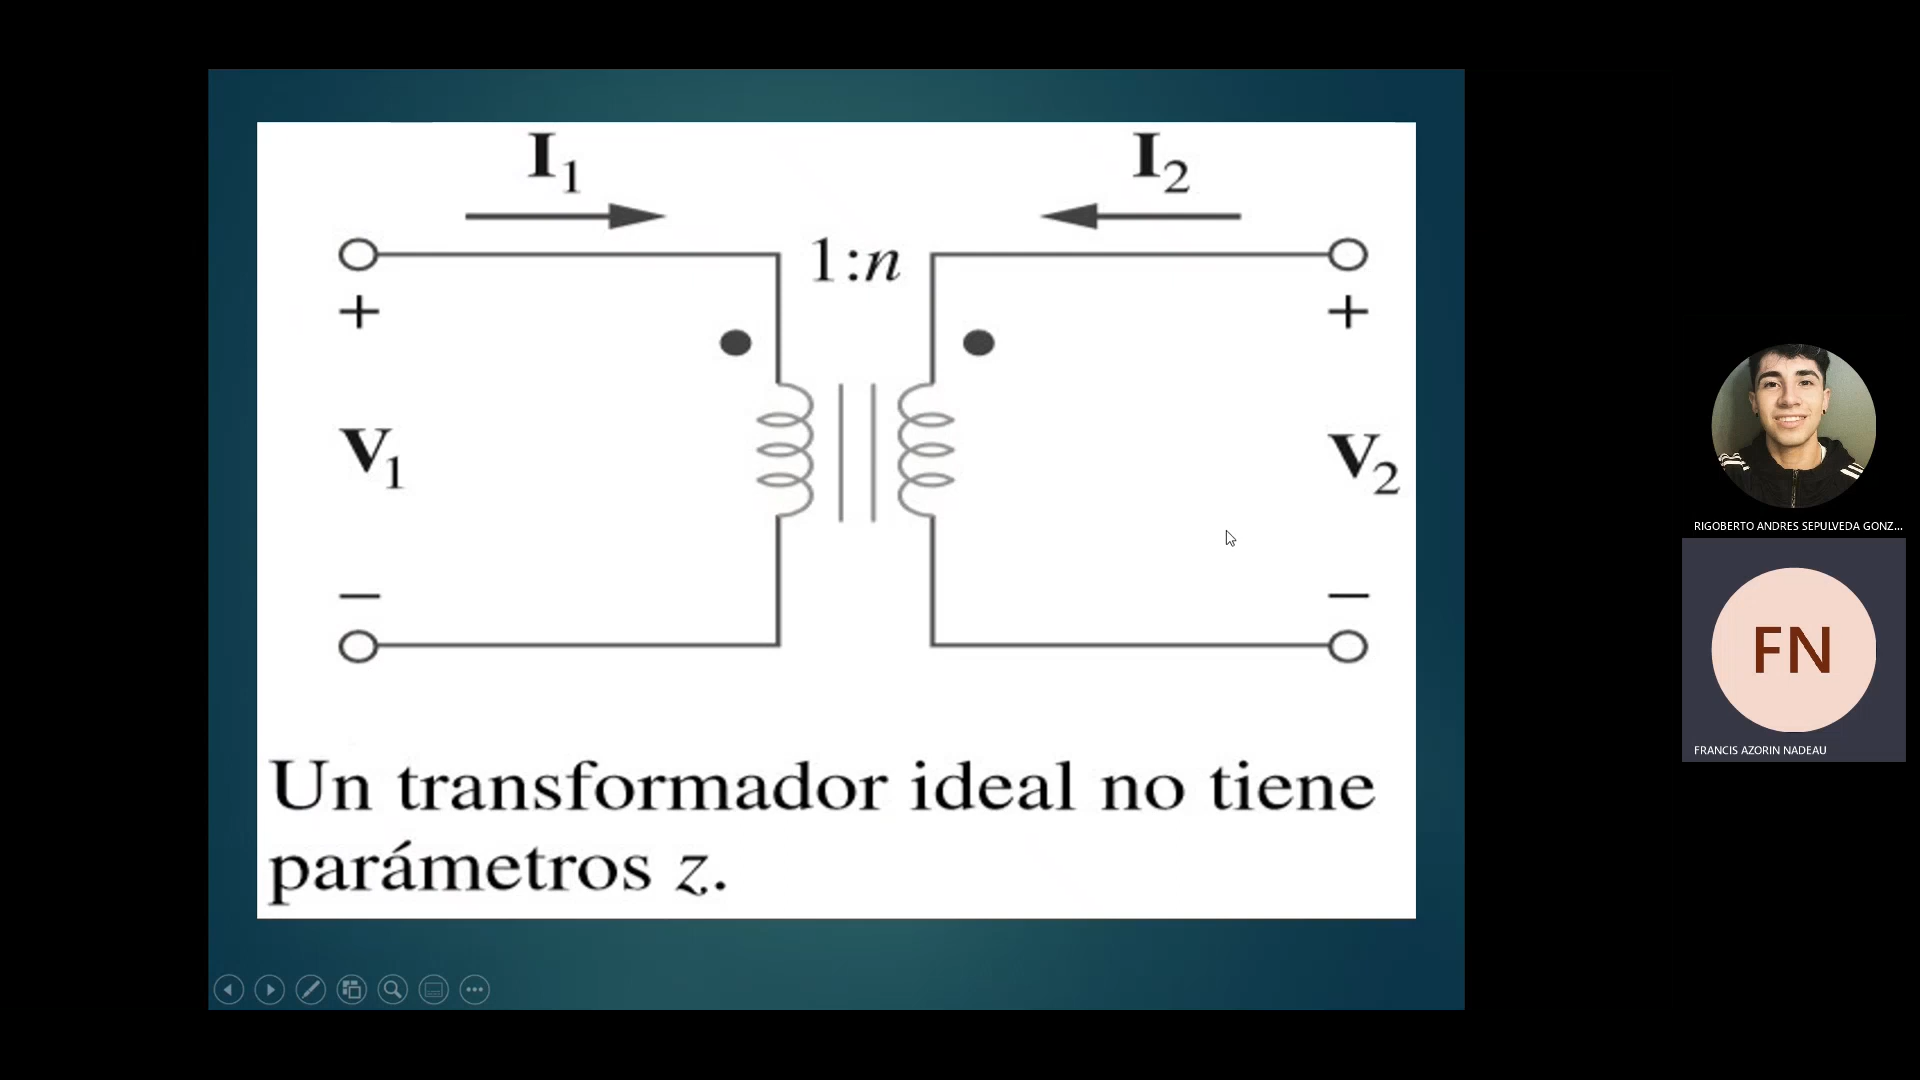 I1
I2
1:n
+
+
V1
V2
–
–
Un transformador ideal no tiene
parámetros z.
RIGOBERTO ANDRES SEPULVEDA GONZ...
FN
FRANCIS AZORIN NADEAU